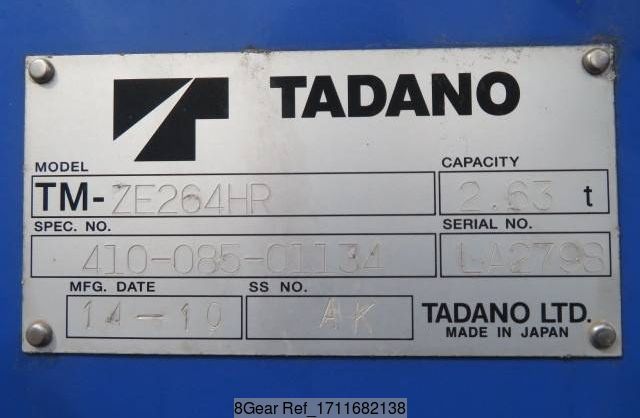 TADANO
MODEL
CAPACITY
TM-ZE264HR
2.63 t
SPEC. NO.
SERIAL NO.
410-085-01134
LA2798
MFG. DATE
SS NO.
14-10
AK
TADANO LTD.
MADE IN JAPAN
8Gear Ref_1711682138